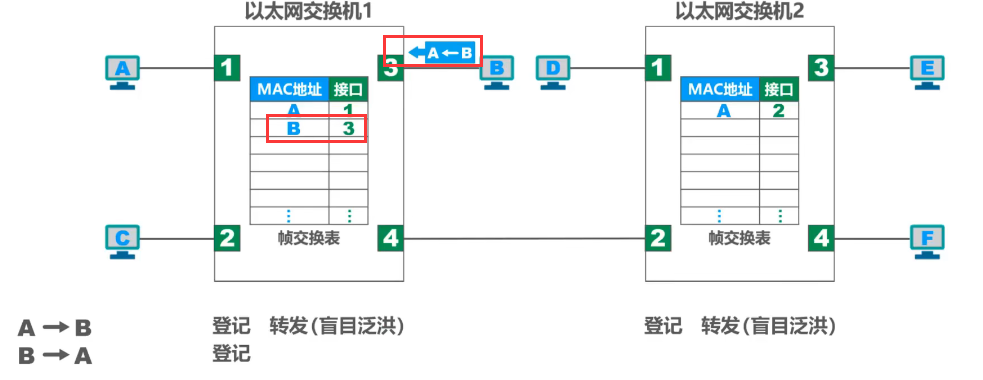 以太网交换机1 以太网交换机2
A 1 3 A←B B D 1 3 E
MAC地址 接口 MAC地址 接口
A 1 A 2
B 3
⋮ ⋮ ⋮ ⋮
C 2 帧交换表 4 2 帧交换表 4 F
A→B 登记 转发(盲目泛洪) 登记 转发(盲目泛洪)
B→A 登记